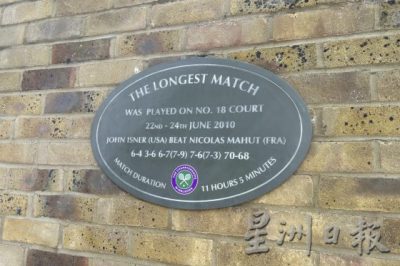 THE LONGEST MATCH
WAS PLAYED ON NO. 18 COURT
22ND - 24TH JUNE 2010
JOHN ISNER (USA) BEAT NICOLAS MAHUT (FRA)
6-4 3-6 6-7(7-9) 7-6(7-3) 70-68
MATCH DURATION 11 HOURS 5 MINUTES
星洲日报